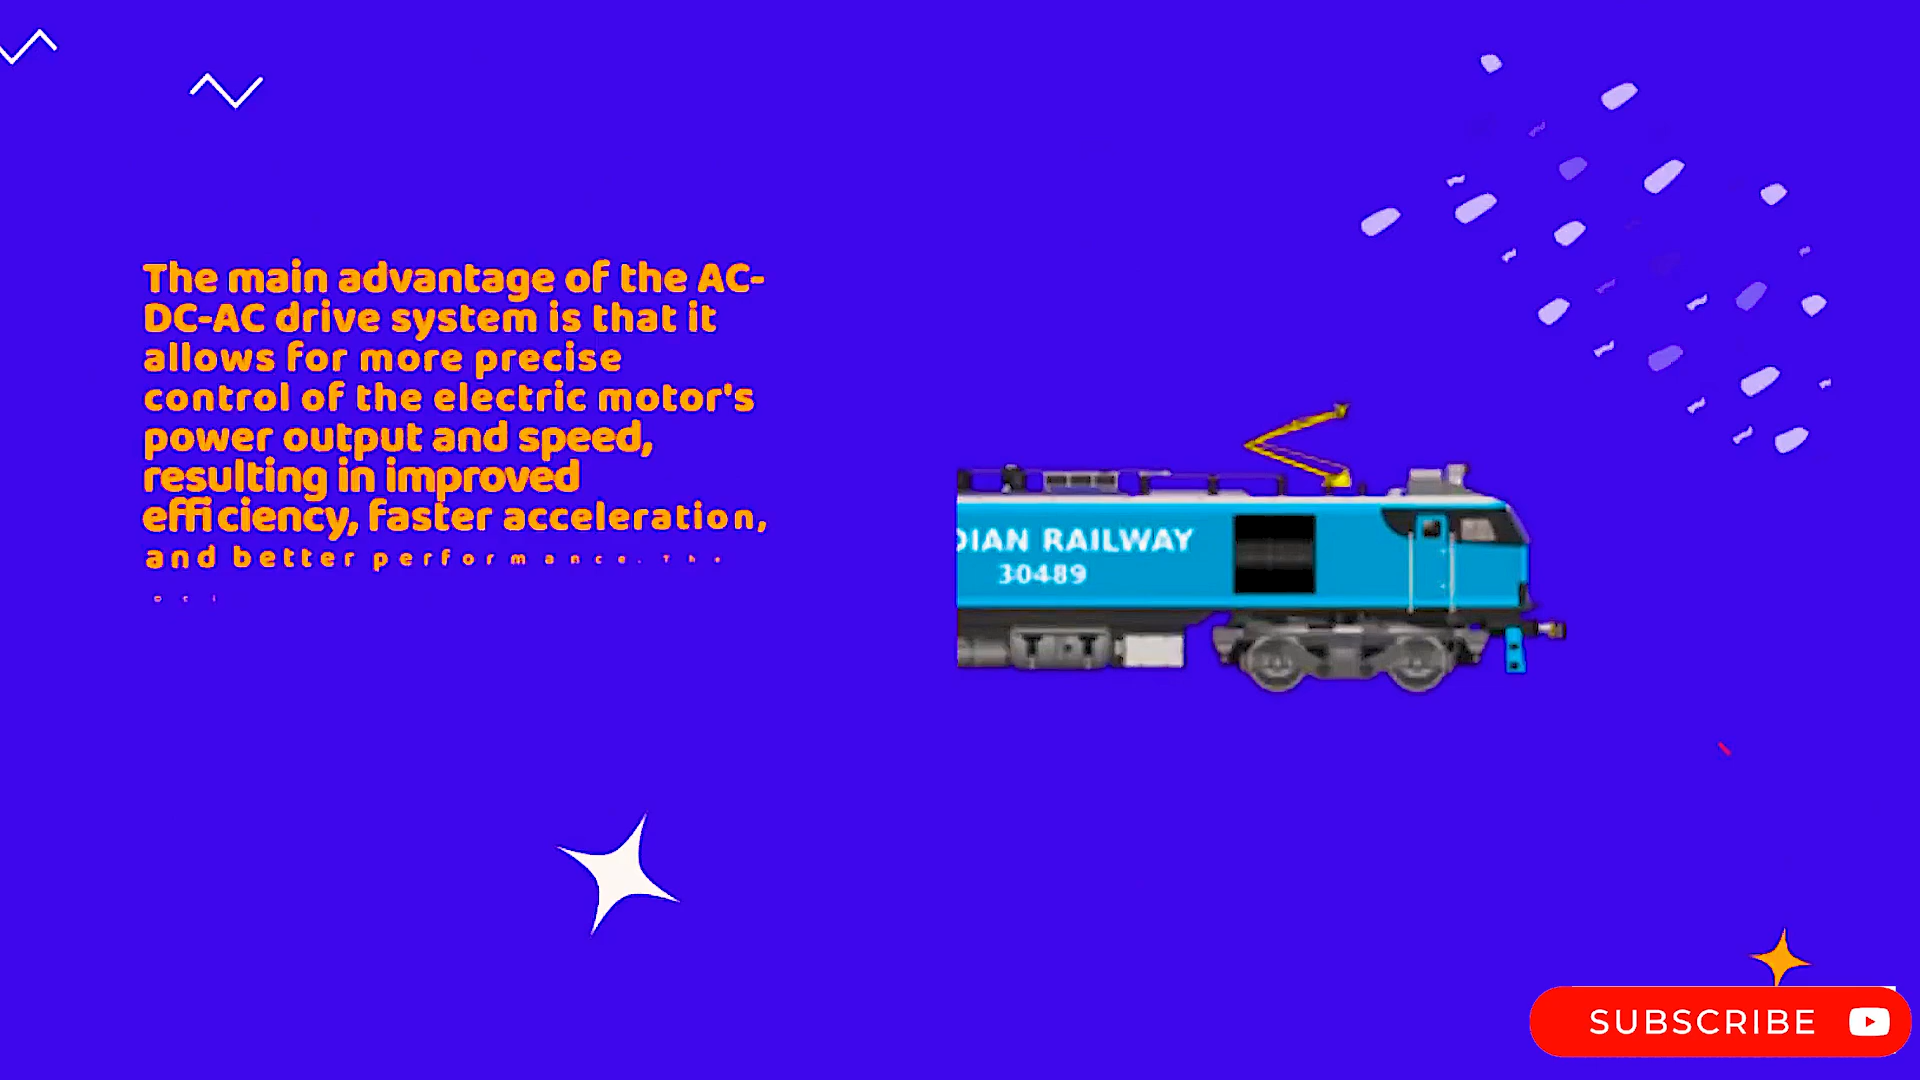 The main advantage of the AC-
DC-AC drive system is that it
allows for more precise
control of the electric motor's
power output and speed,
resulting in improved
efficiency, faster acceleration,
and better performance. The
DIAN RAILWAY
30489
SUBSCRIBE